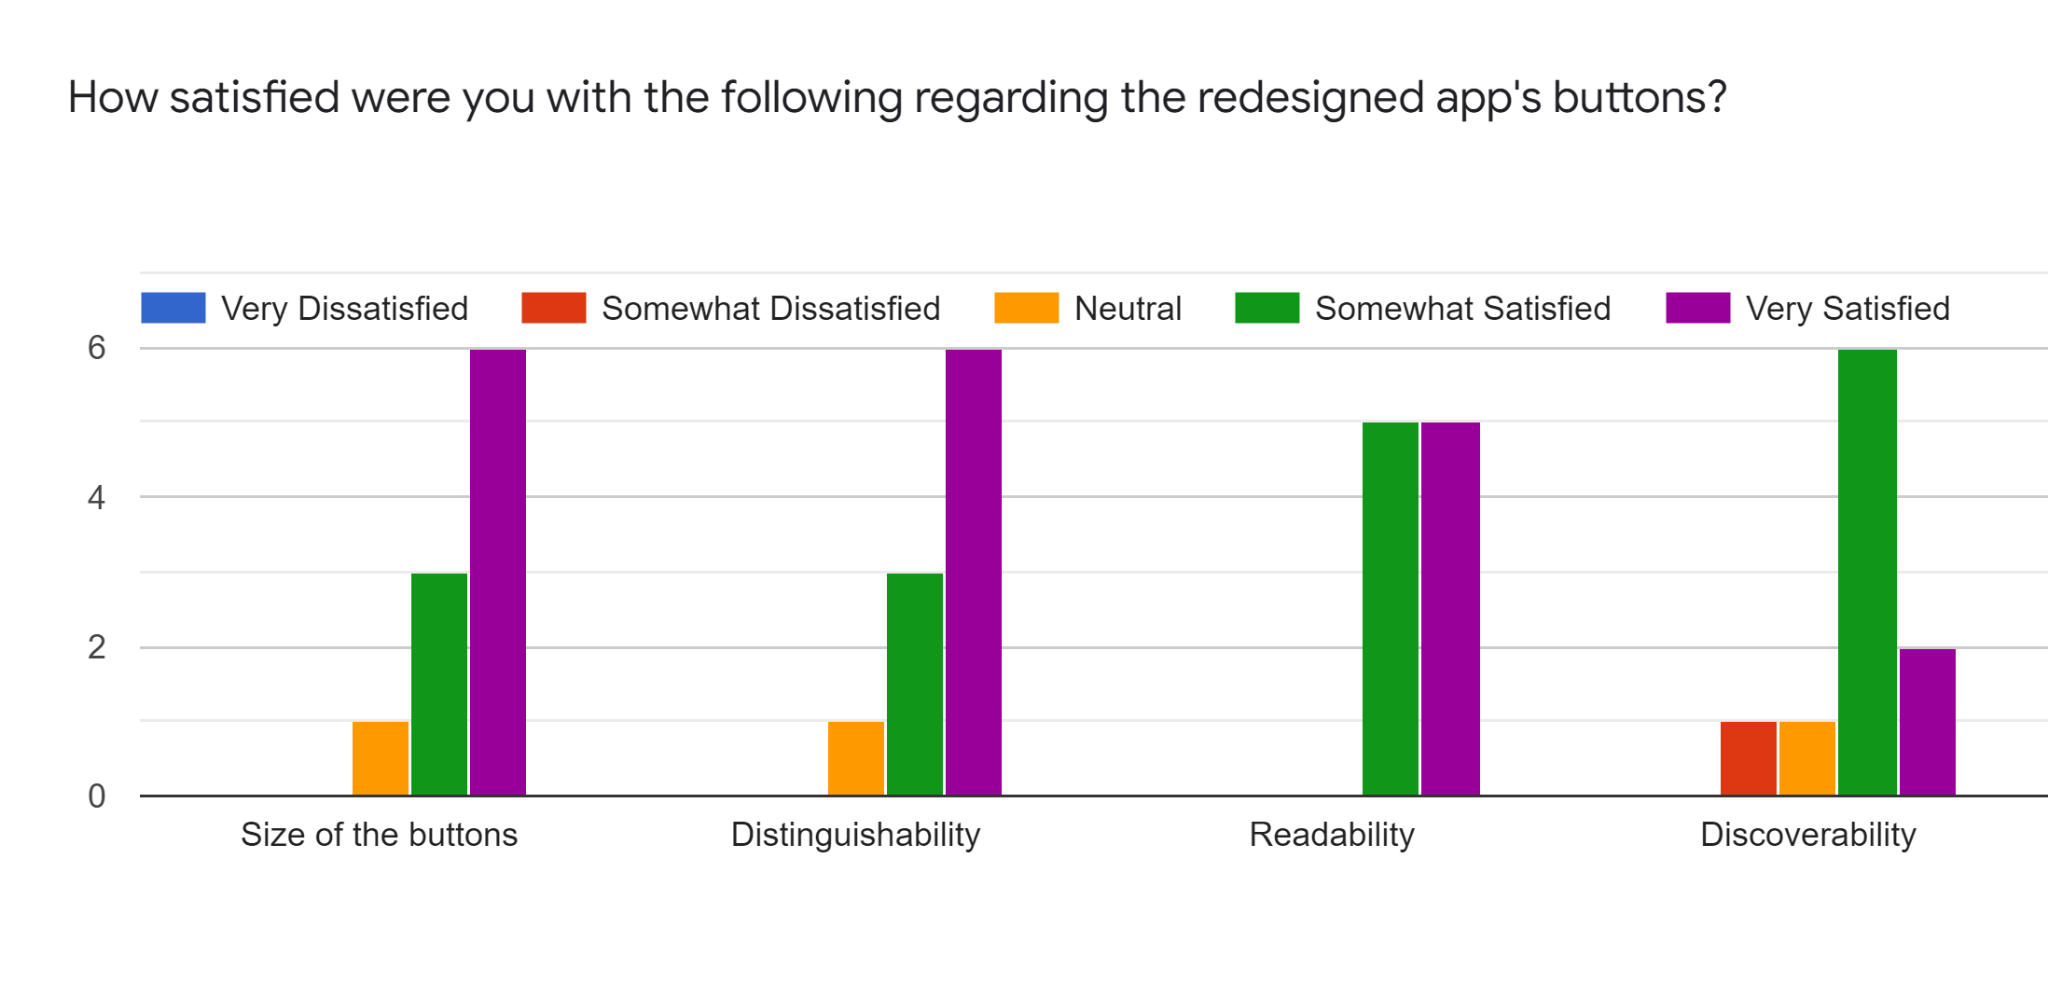 How satisfied were you with the following regarding the redesigned app's buttons?
Very Dissatisfied Somewhat Dissatisfied Neutral Somewhat Satisfied Very Satisfied
6
4
2
0
Size of the buttons Distinguishability Readability Discoverability